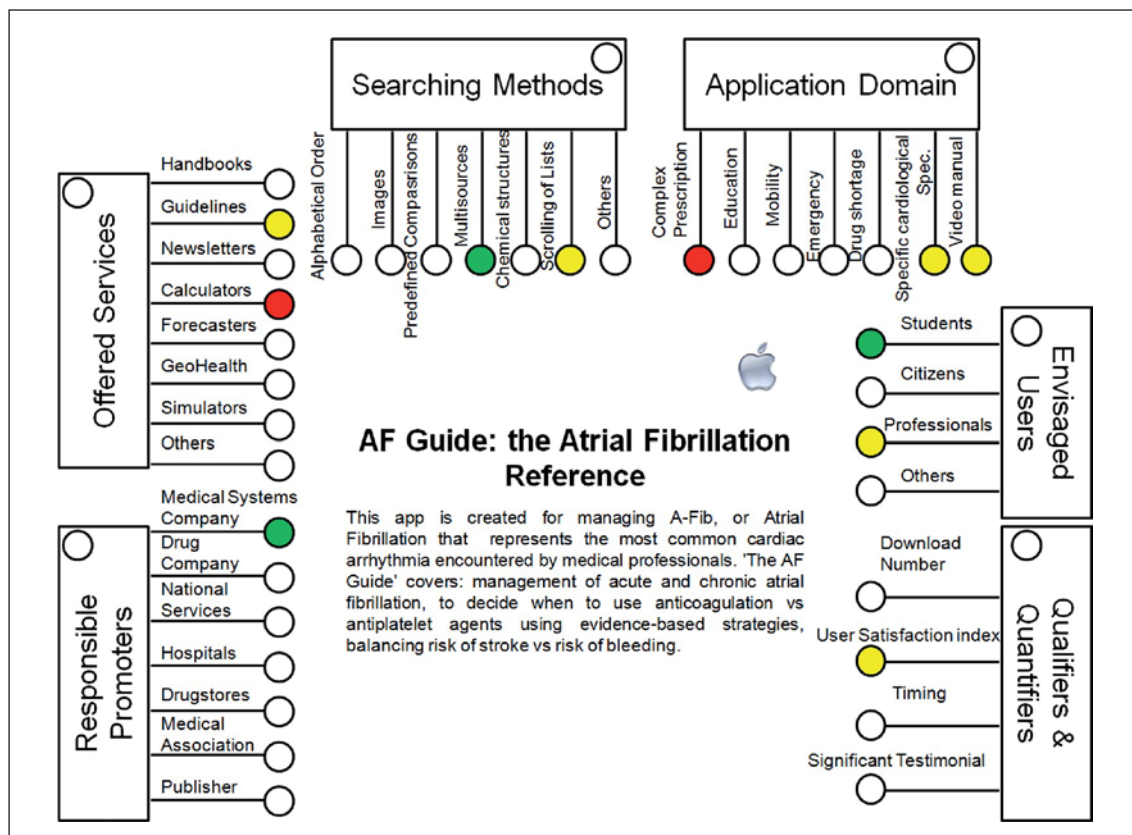 Searching Methods
Application Domain
Alphabetical Order
Images
Predefined Compasrisons
Multisources
Chemical structures
Scrolling of Lists
Others
Complex
Prescription
Education
Mobility
Emergency
Drug shortage
Specific cardiological
Spec.
Video manual
Offered Services
Handbooks
Guidelines
Newsletters
Calculators
Forecasters
GeoHealth
Simulators
Others
Envisaged
Users
Students
Citizens
Professionals
Others
AF Guide: the Atrial Fibrillation
Reference
This app is created for managing A-Fib, or Atrial
Fibrillation that represents the most common cardiac
arrhythmia encountered by medical professionals. 'The AF
Guide' covers: management of acute and chronic atrial
fibrillation, to decide when to use anticoagulation vs
antiplatelet agents using evidence-based strategies,
balancing risk of stroke vs risk of bleeding.
Responsible
Promoters
Medical Systems
Company
Drug
Company
National
Services
Hospitals
Drugstores
Medical
Association
Publisher
Qualifiers &
Quantifiers
Download
Number
User Satisfaction index
Timing
Significant Testimonial